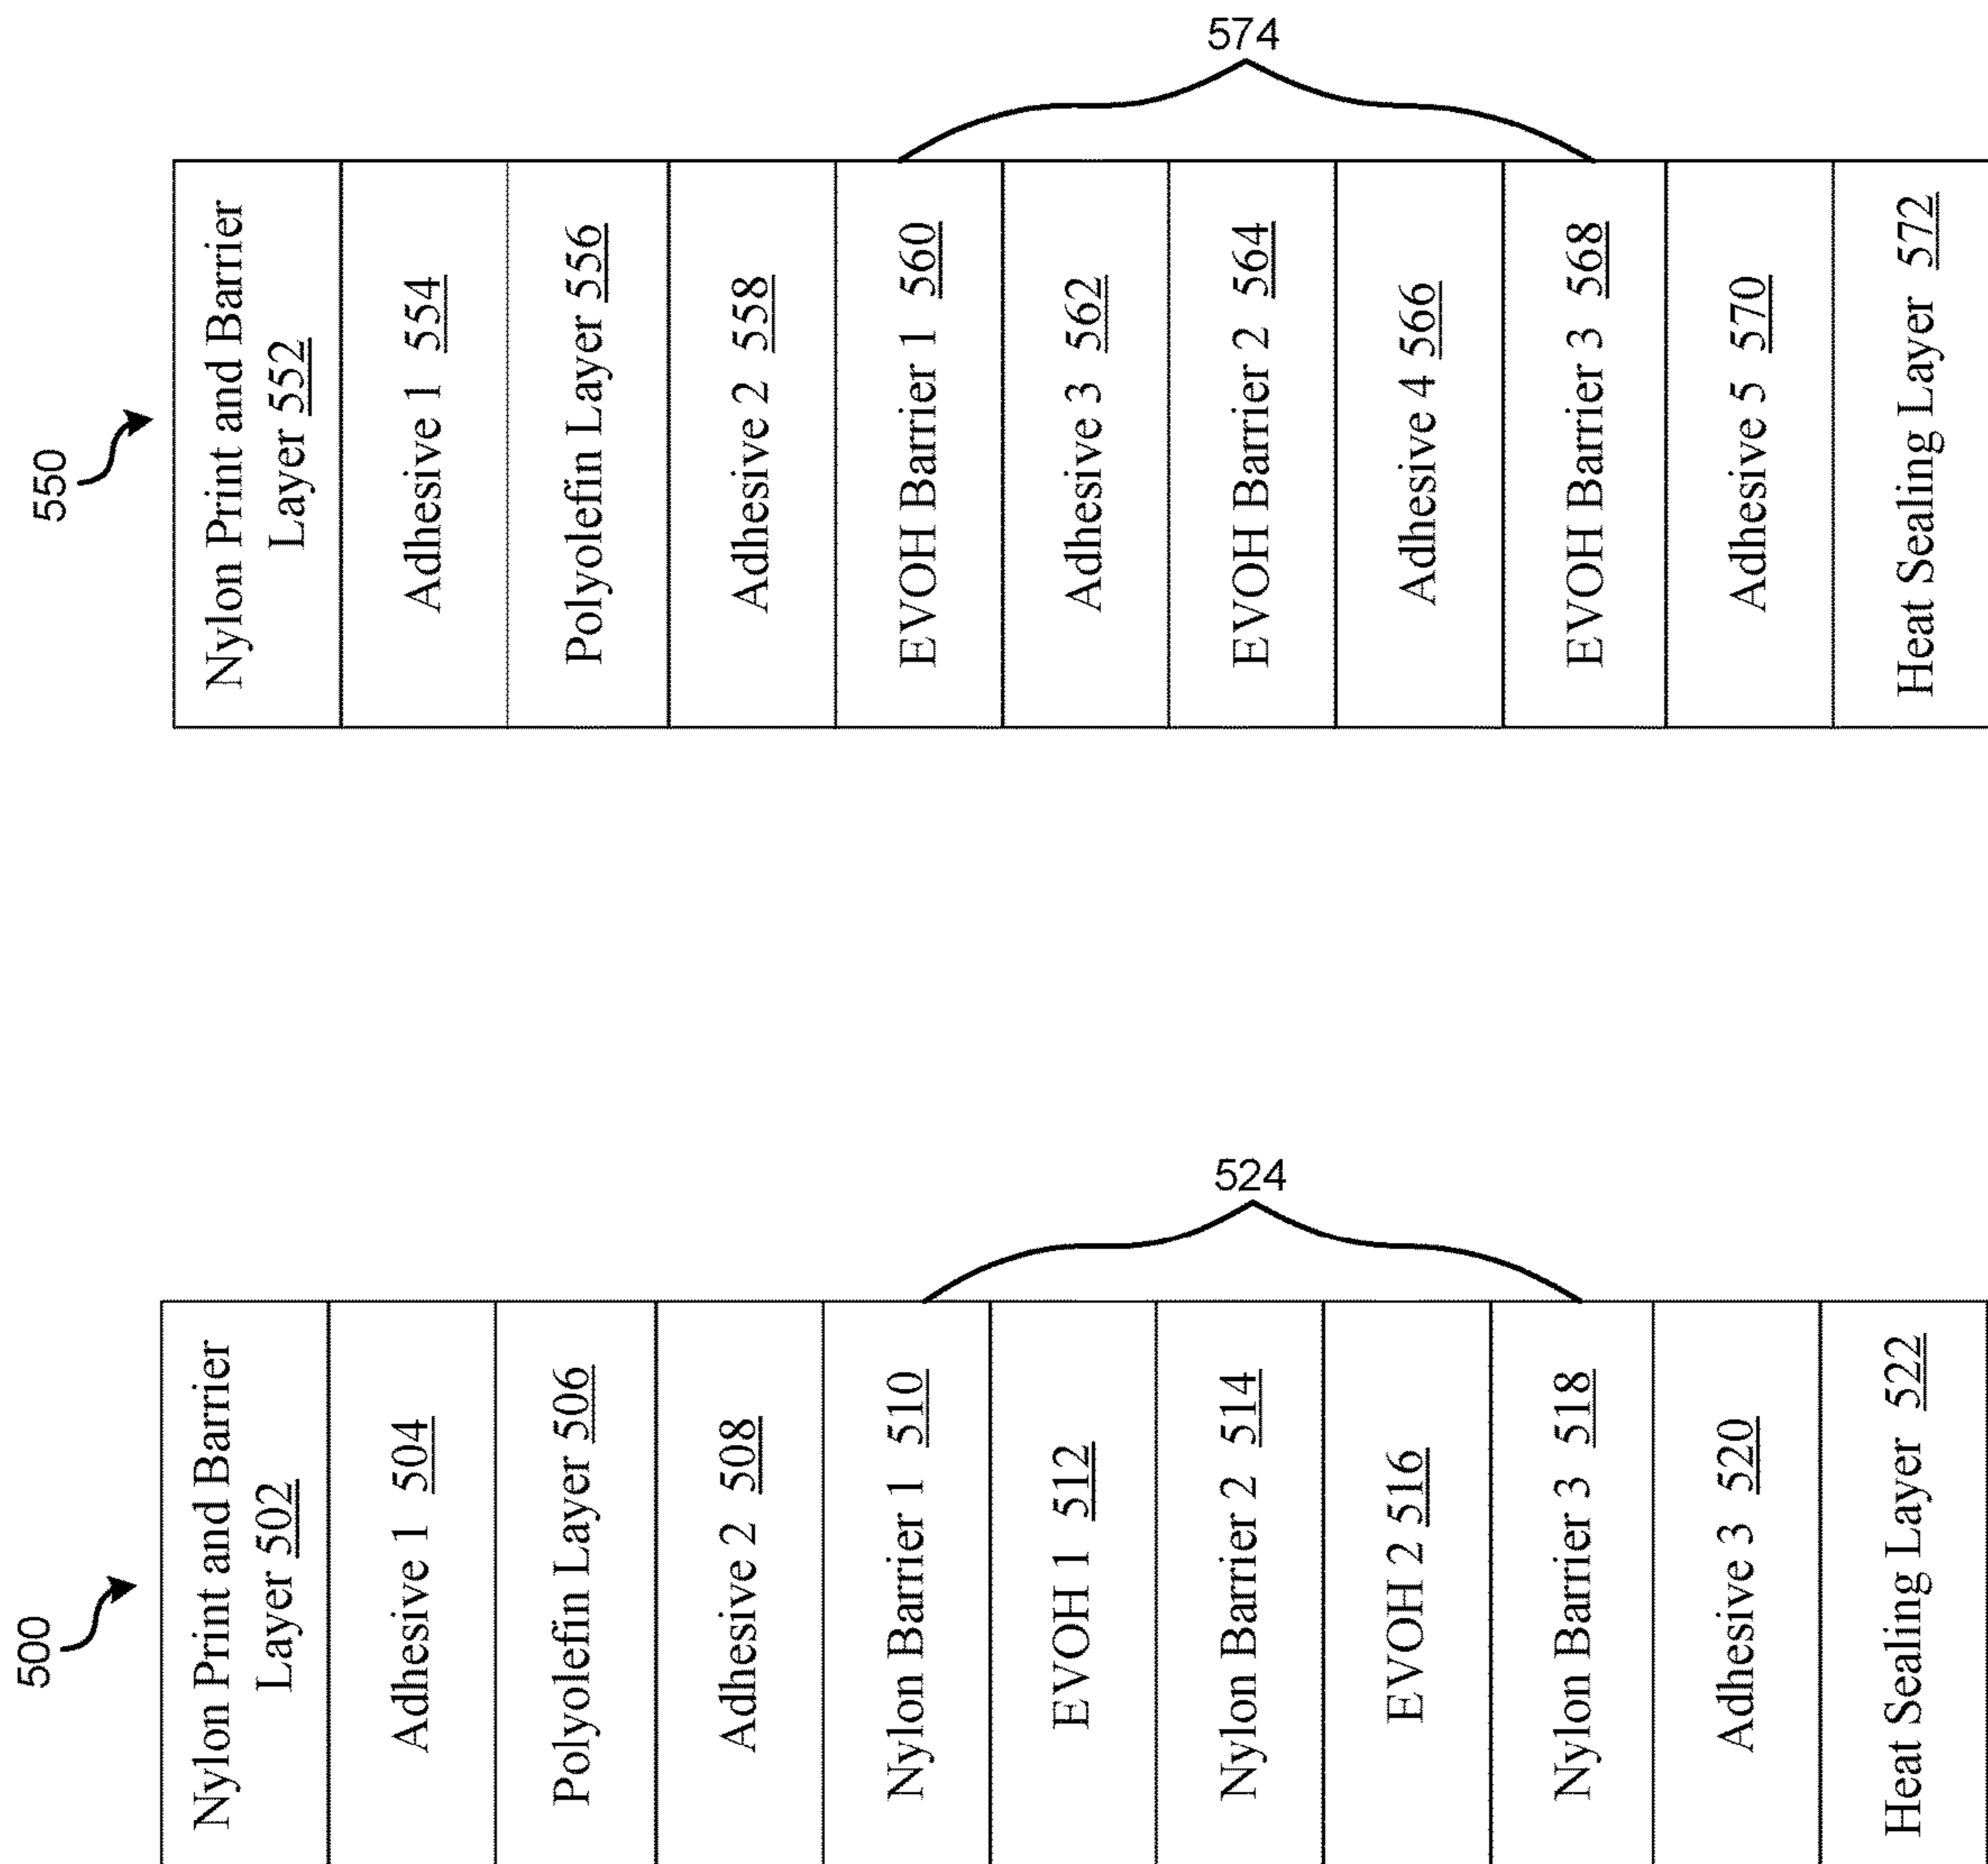 500
Nylon Print and Barrier
Layer 502
Adhesive 1 504
Polyolefin Layer 506
Adhesive 2 508
Nylon Barrier 1 510
EVOH 1 512
Nylon Barrier 2 514
EVOH 2 516
Nylon Barrier 3 518
Adhesive 3 520
Heat Sealing Layer 522
524
550
Nylon Print and Barrier
Layer 552
Adhesive 1 554
Polyolefin Layer 556
Adhesive 2 558
EVOH Barrier 1 560
Adhesive 3 562
EVOH Barrier 2 564
Adhesive 4 566
EVOH Barrier 3 568
Adhesive 5 570
Heat Sealing Layer 572
574